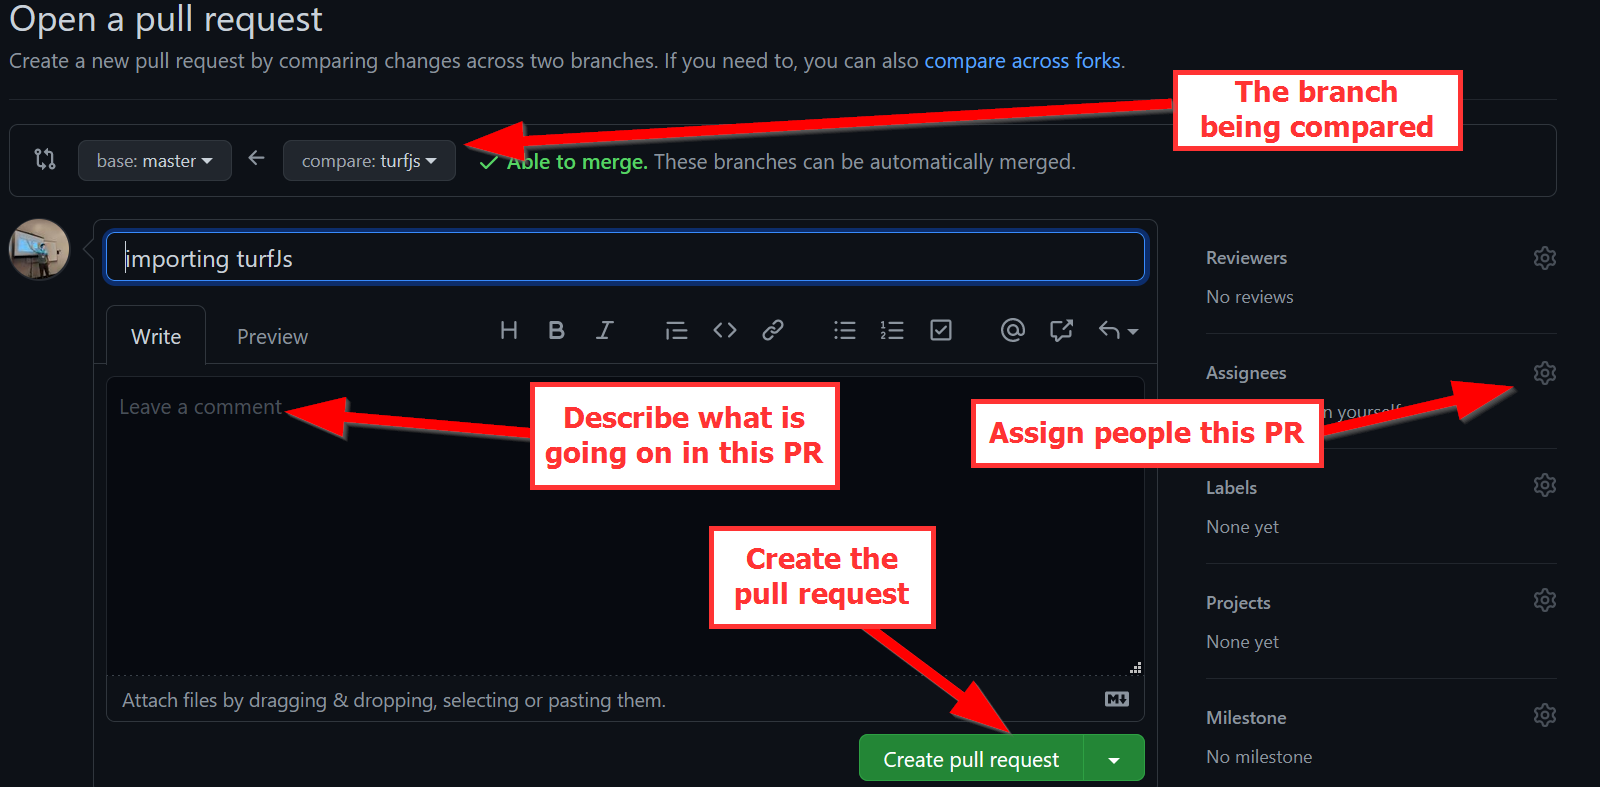 Open a pull request
Create a new pull request by comparing changes across two branches. If you need to, you can also compare across forks.
The branch
being compared
base: master
compare: turfjs
Able to merge. These branches can be automatically merged.
importing turfJs
Write
Preview
H B I
@
Leave a comment
Describe what is
going on in this PR
Create the
pull request
Attach files by dragging & dropping, selecting or pasting them.
M
Create pull request
Reviewers
No reviews
Assignees
yourself
Assign people this PR
Labels
None yet
Projects
None yet
Milestone
No milestone